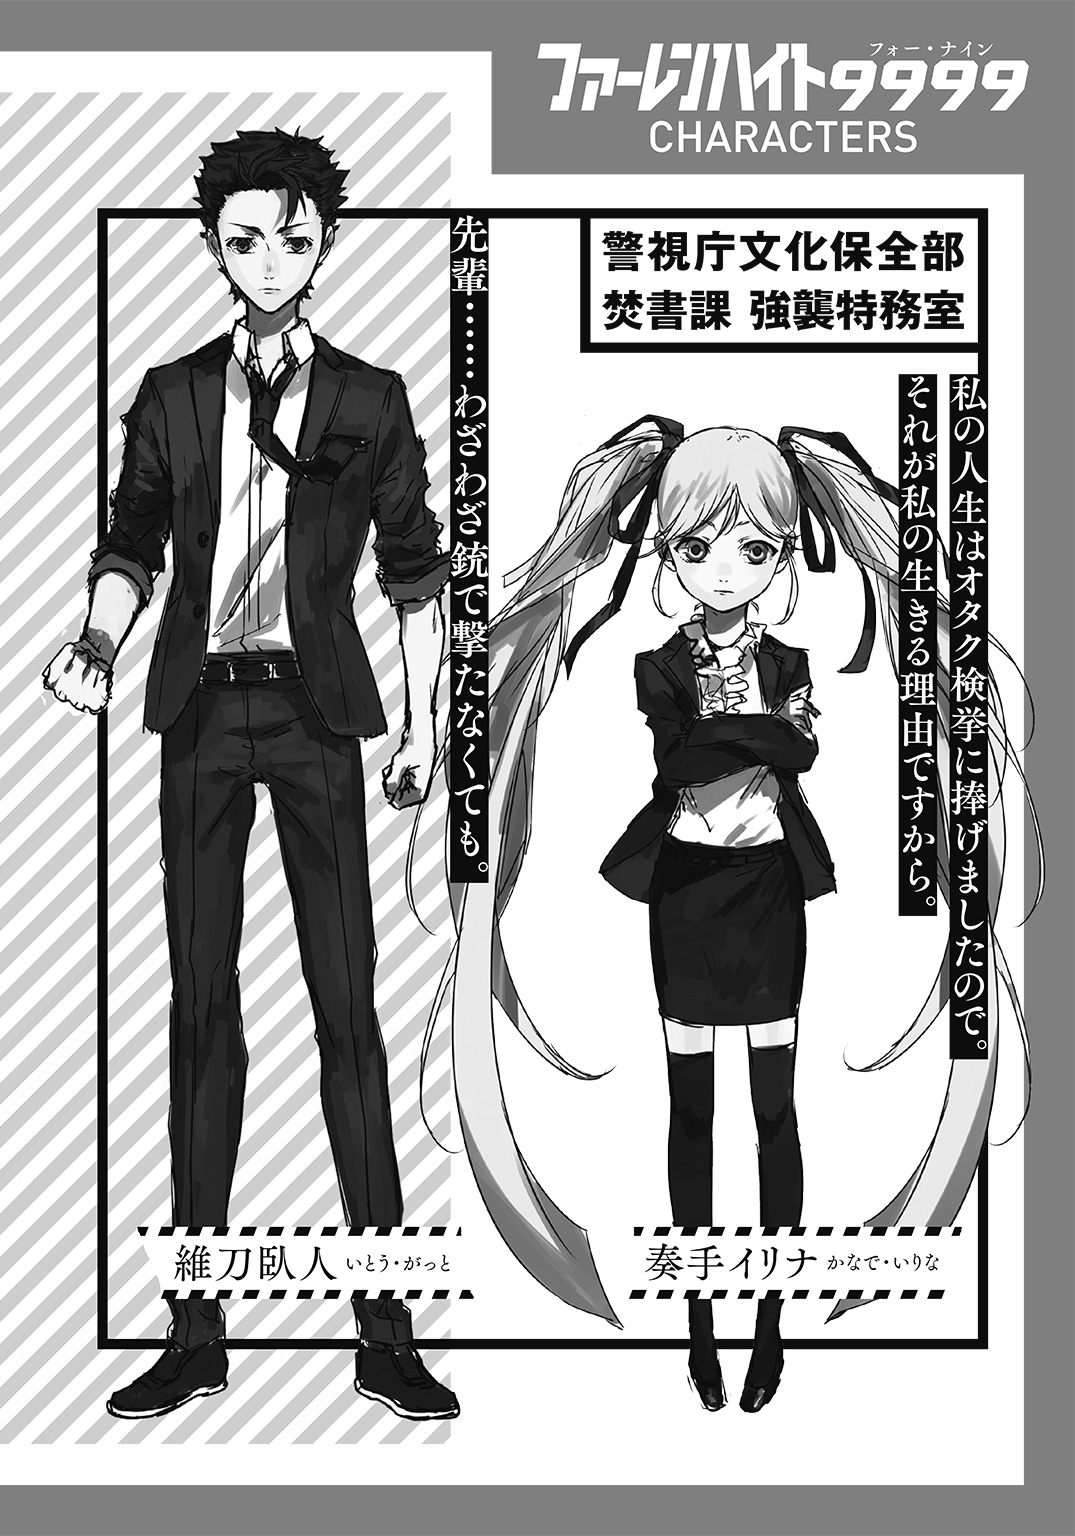 フォー・ナイン
ファーレンハイト9999
CHARACTERS
警視庁文化保全部
焚書課 強襲特務室
私の人生はオタク検挙に捧げましたので。
それが私の生きる理由ですから。
先輩……わざわざ銃で撃たなくても。
維刀臥人 いとう・がっと
奏手イリナ かなで・いりな